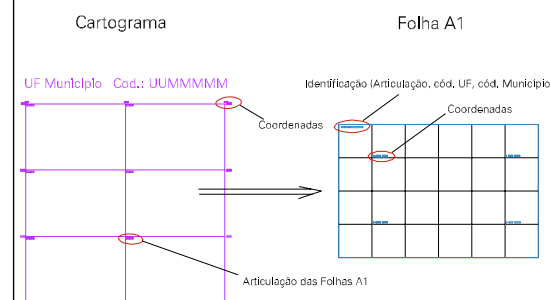 Cartograma
Folha A1
UF Município Cod.: UUMMMMM
Identificação (Articulação, cód. UF, cód. Município
Coordenadas
Coordenadas
Articulação das Folhas A1